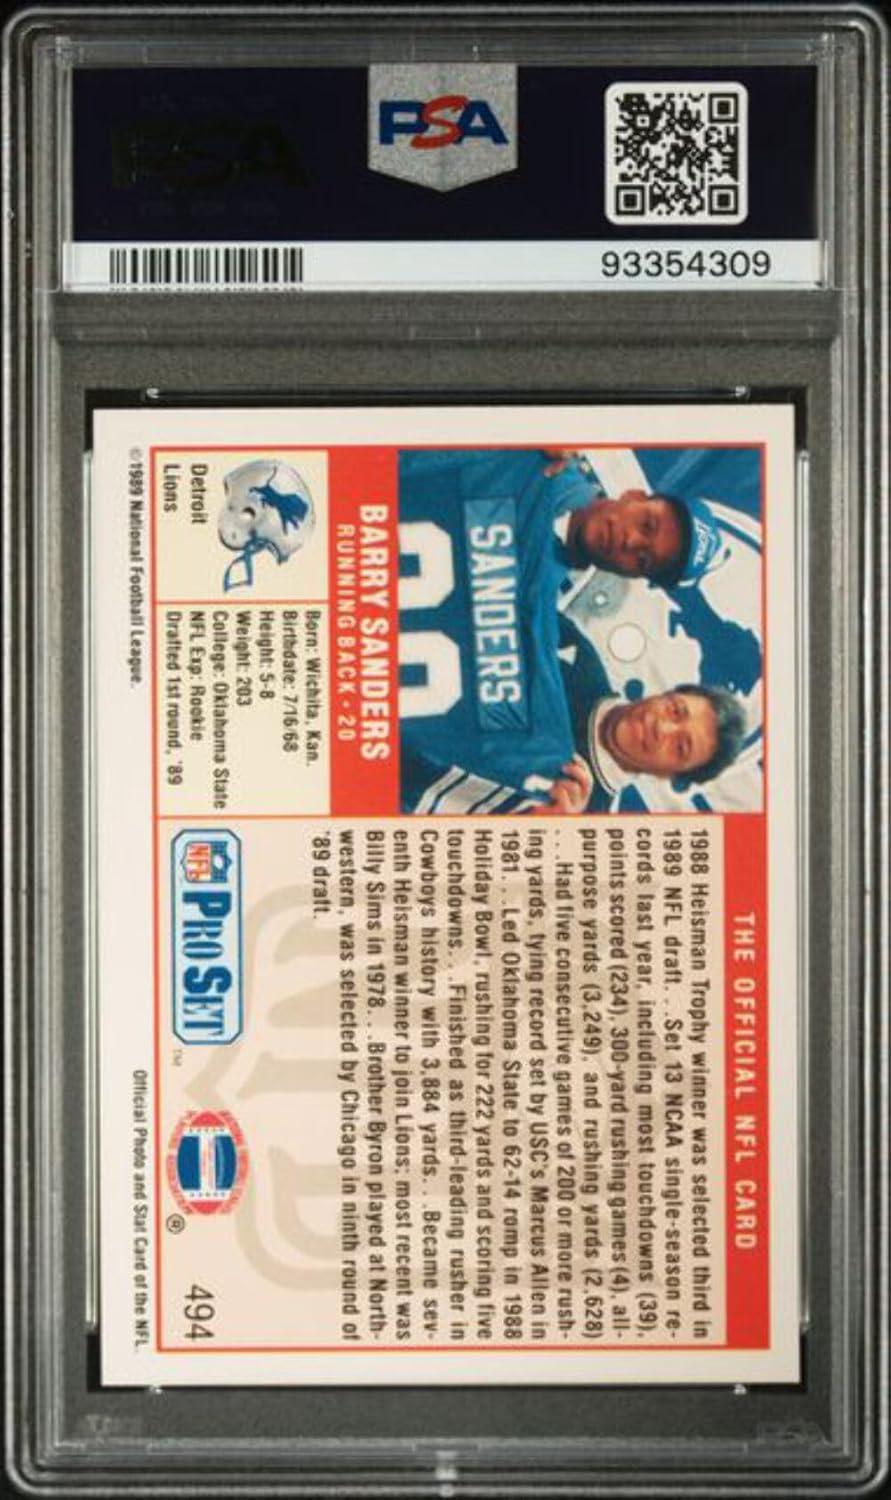 PSA
93354309
THE OFFICIAL NFL CARD
Lions
SANDERS
20
BARRY SANDERS
RUNNING BACK • 20
Detroit
Lions
Born: Wichita, Kan.
Birthdate: 7/16/68
Height: 5-8
Weight: 203
College: Oklahoma State
NFL Exp: Rookie
Drafted 1st round, '89
1988 Heisman Trophy winner was selected third in
1989 NFL draft. . .Set 13 NCAA single-season re-
cords last year, including most touchdowns (39),
points scored (234), 300-yard rushing games (4), all-
purpose yards (3,249), and rushing yards (2,628)
. . .Had five consecutive games of 200 or more rush-
ing yards, tying record set by USC's Marcus Allen in
1981. . .Led Oklahoma State to 62-14 romp in 1988
Holiday Bowl, rushing for 222 yards and scoring five
touchdowns. . .Finished as third-leading rusher in
Cowboys history with 3,884 yards. . .Became sev-
enth Heisman winner to join Lions; most recent was
Billy Sims in 1978. . .Brother Byron played at North-
western, was selected by Chicago in ninth round of
'89 draft.
NFL PRO SET ™
®
494
©1989 National Football League.
Official Photo and Stat Card of the NFL.